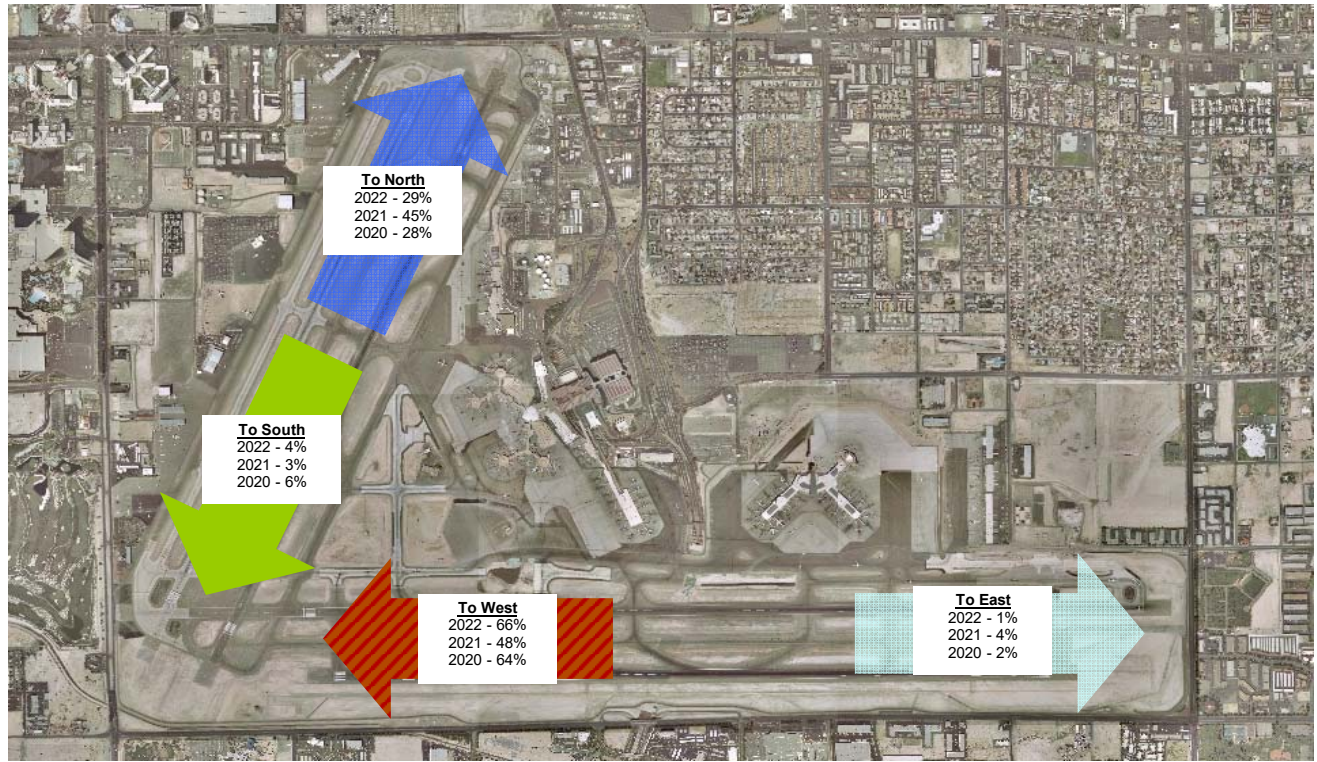 To North
2022 - 29%
2021 - 45%
2020 - 28%
To South
2022 - 4%
2021 - 3%
2020 - 6%
To West
2022 - 66%
2021 - 48%
2020 - 64%
To East
2022 - 1%
2021 - 4%
2020 - 2%